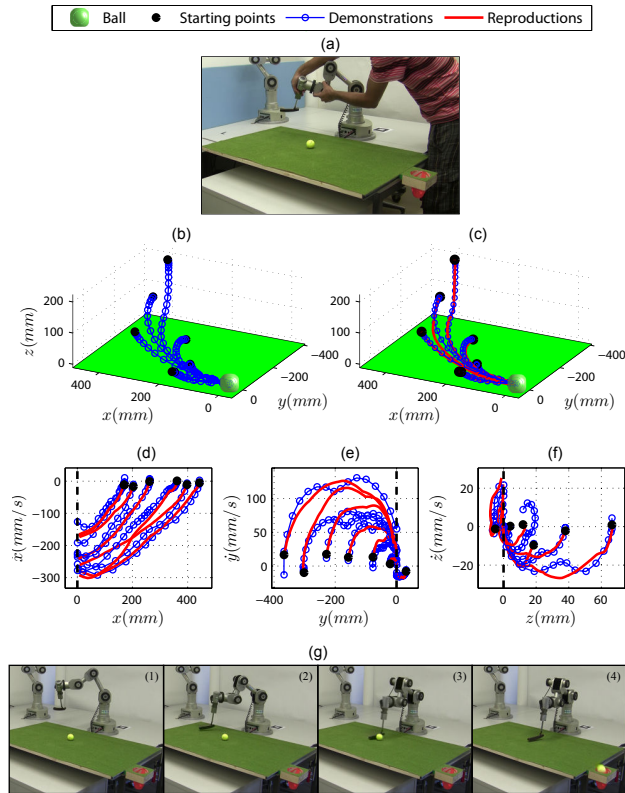 Ball Starting points Demonstrations Reproductions
(a)
(b)
(c)
z(mm)
200
100
0
400
200
0
x(mm)
0
−200
−400
y(mm)
z(mm)
200
100
0
400
200
0
x(mm)
0
−200
−400
y(mm)
(d)
(e)
(f)
ẋ(mm/s)
0
−100
−200
−300
0 200 400
x(mm)
ẏ(mm/s)
100
50
0
−400 −200 0
y(mm)
ż(mm/s)
20
0
−20
0 20 40 60
z(mm)
(g)
(1)
(2)
(3)
(4)